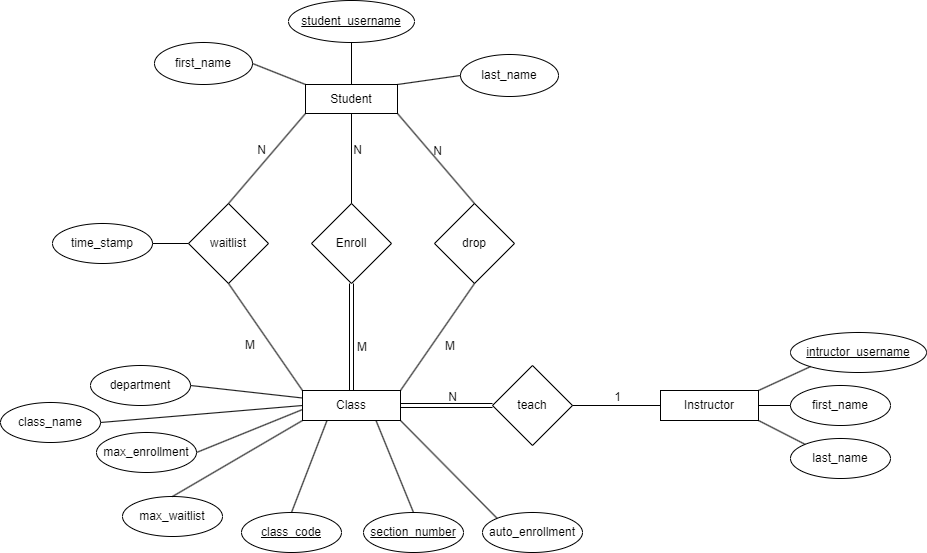 student_username
first_name
last_name
Student
N
N
N
time_stamp
waitlist
Enroll
drop
M
M
M
department
class_name
max_enrollment
max_waitlist
class_code
section_number
auto_enrollment
Class
N
teach
1
Instructor
intructor_username
first_name
last_name